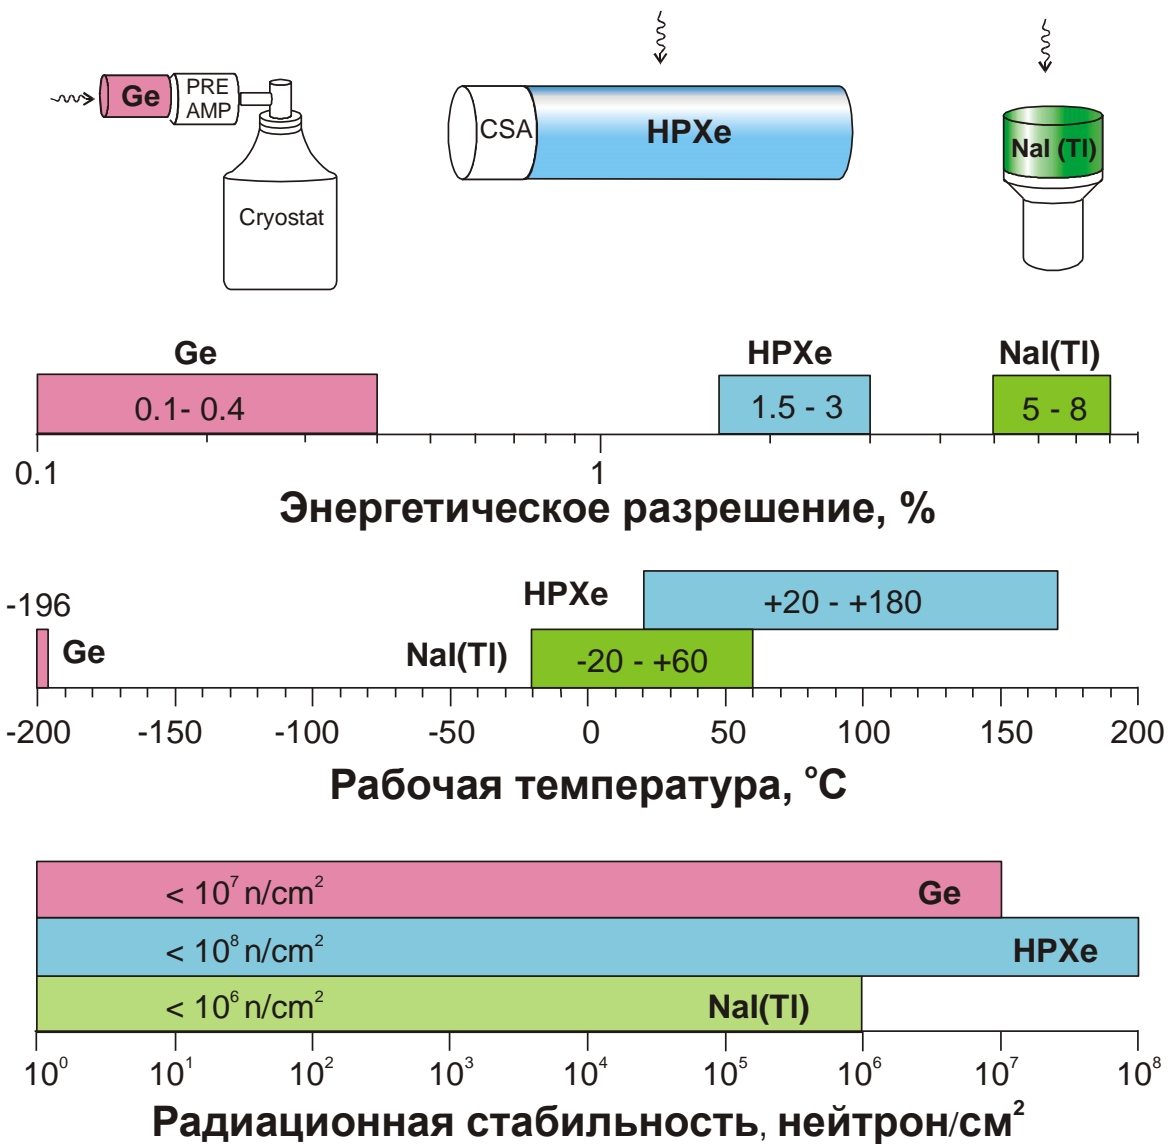 Ge
PRE
AMP
Cryostat
CSA
HPXe
NaI (Tl)
Ge HPXe NaI(Tl)
0.1- 0.4 1.5 - 3 5 - 8
0.1 1
Энергетическое разрешение, %
HPXe +20 - +180
-196
Ge NaI(Tl) -20 - +60
-200 -150 -100 -50 0 50 100 150 200
Рабочая температура, °C
< 10⁷ n/cm² Ge
< 10⁸ n/cm² HPXe
< 10⁶ n/cm² NaI(Tl)
10⁰ 10¹ 10² 10³ 10⁴ 10⁵ 10⁶ 10⁷ 10⁸
Радиационная стабильность, нейтрон/см²